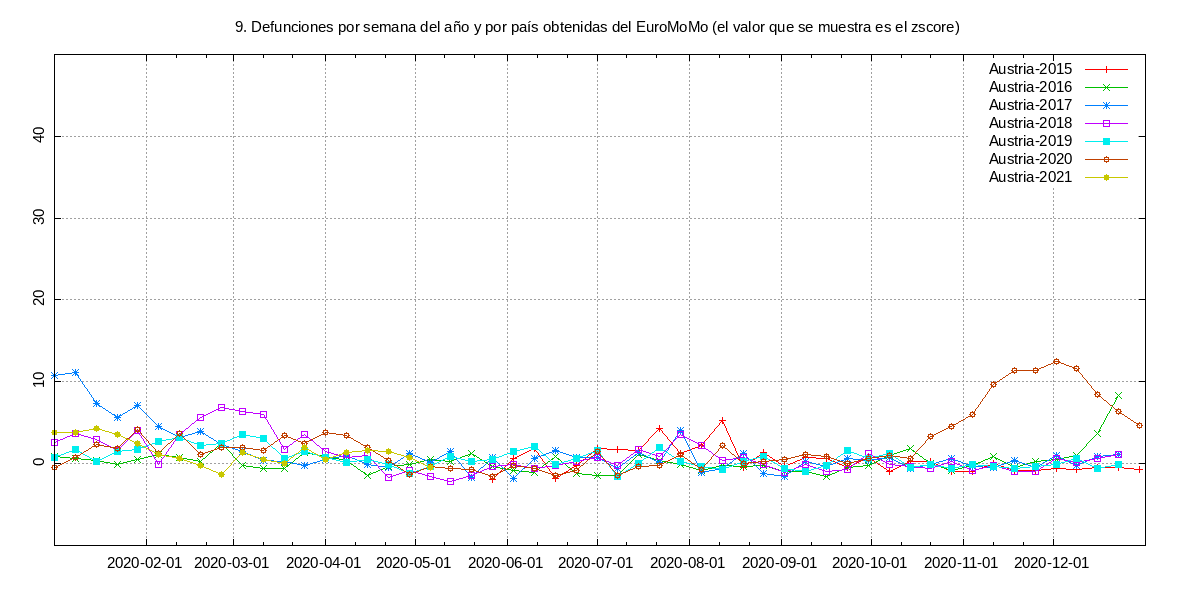 9. Defunciones por semana del año y por país obtenidas del EuroMoMo (el valor que se muestra es el zscore)
Austria-2015
Austria-2016
Austria-2017
Austria-2018
Austria-2019
Austria-2020
Austria-2021
40
30
20
10
0
2020-02-01 2020-03-01 2020-04-01 2020-05-01 2020-06-01 2020-07-01 2020-08-01 2020-09-01 2020-10-01 2020-11-01 2020-12-01